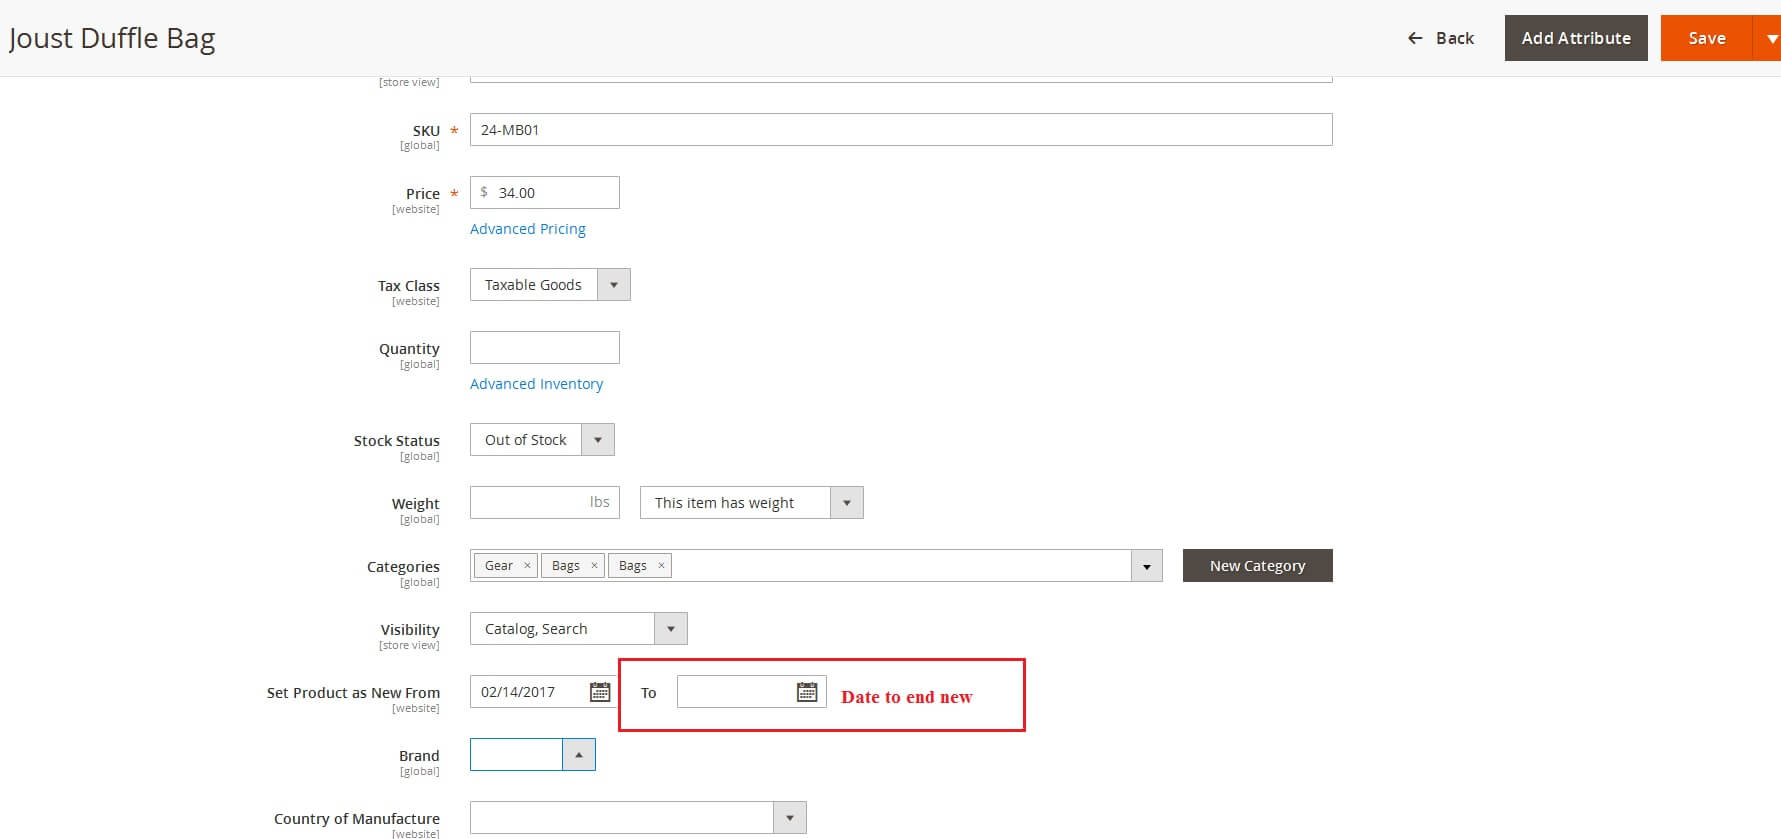 Joust Duffle Bag
← Back Add Attribute Save
[store view]
SKU * 24-MB01
[global]
Price * $ 34.00
[website]
Advanced Pricing
Tax Class Taxable Goods
[website]
Quantity
[global]
Advanced Inventory
Stock Status Out of Stock
[global]
Weight lbs This item has weight
[global]
Categories Gear × Bags × Bags × New Category
[global]
Visibility Catalog, Search
[store view]
Set Product as New From 02/14/2017 To Date to end new
[website]
Brand
[global]
Country of Manufacture
[website]